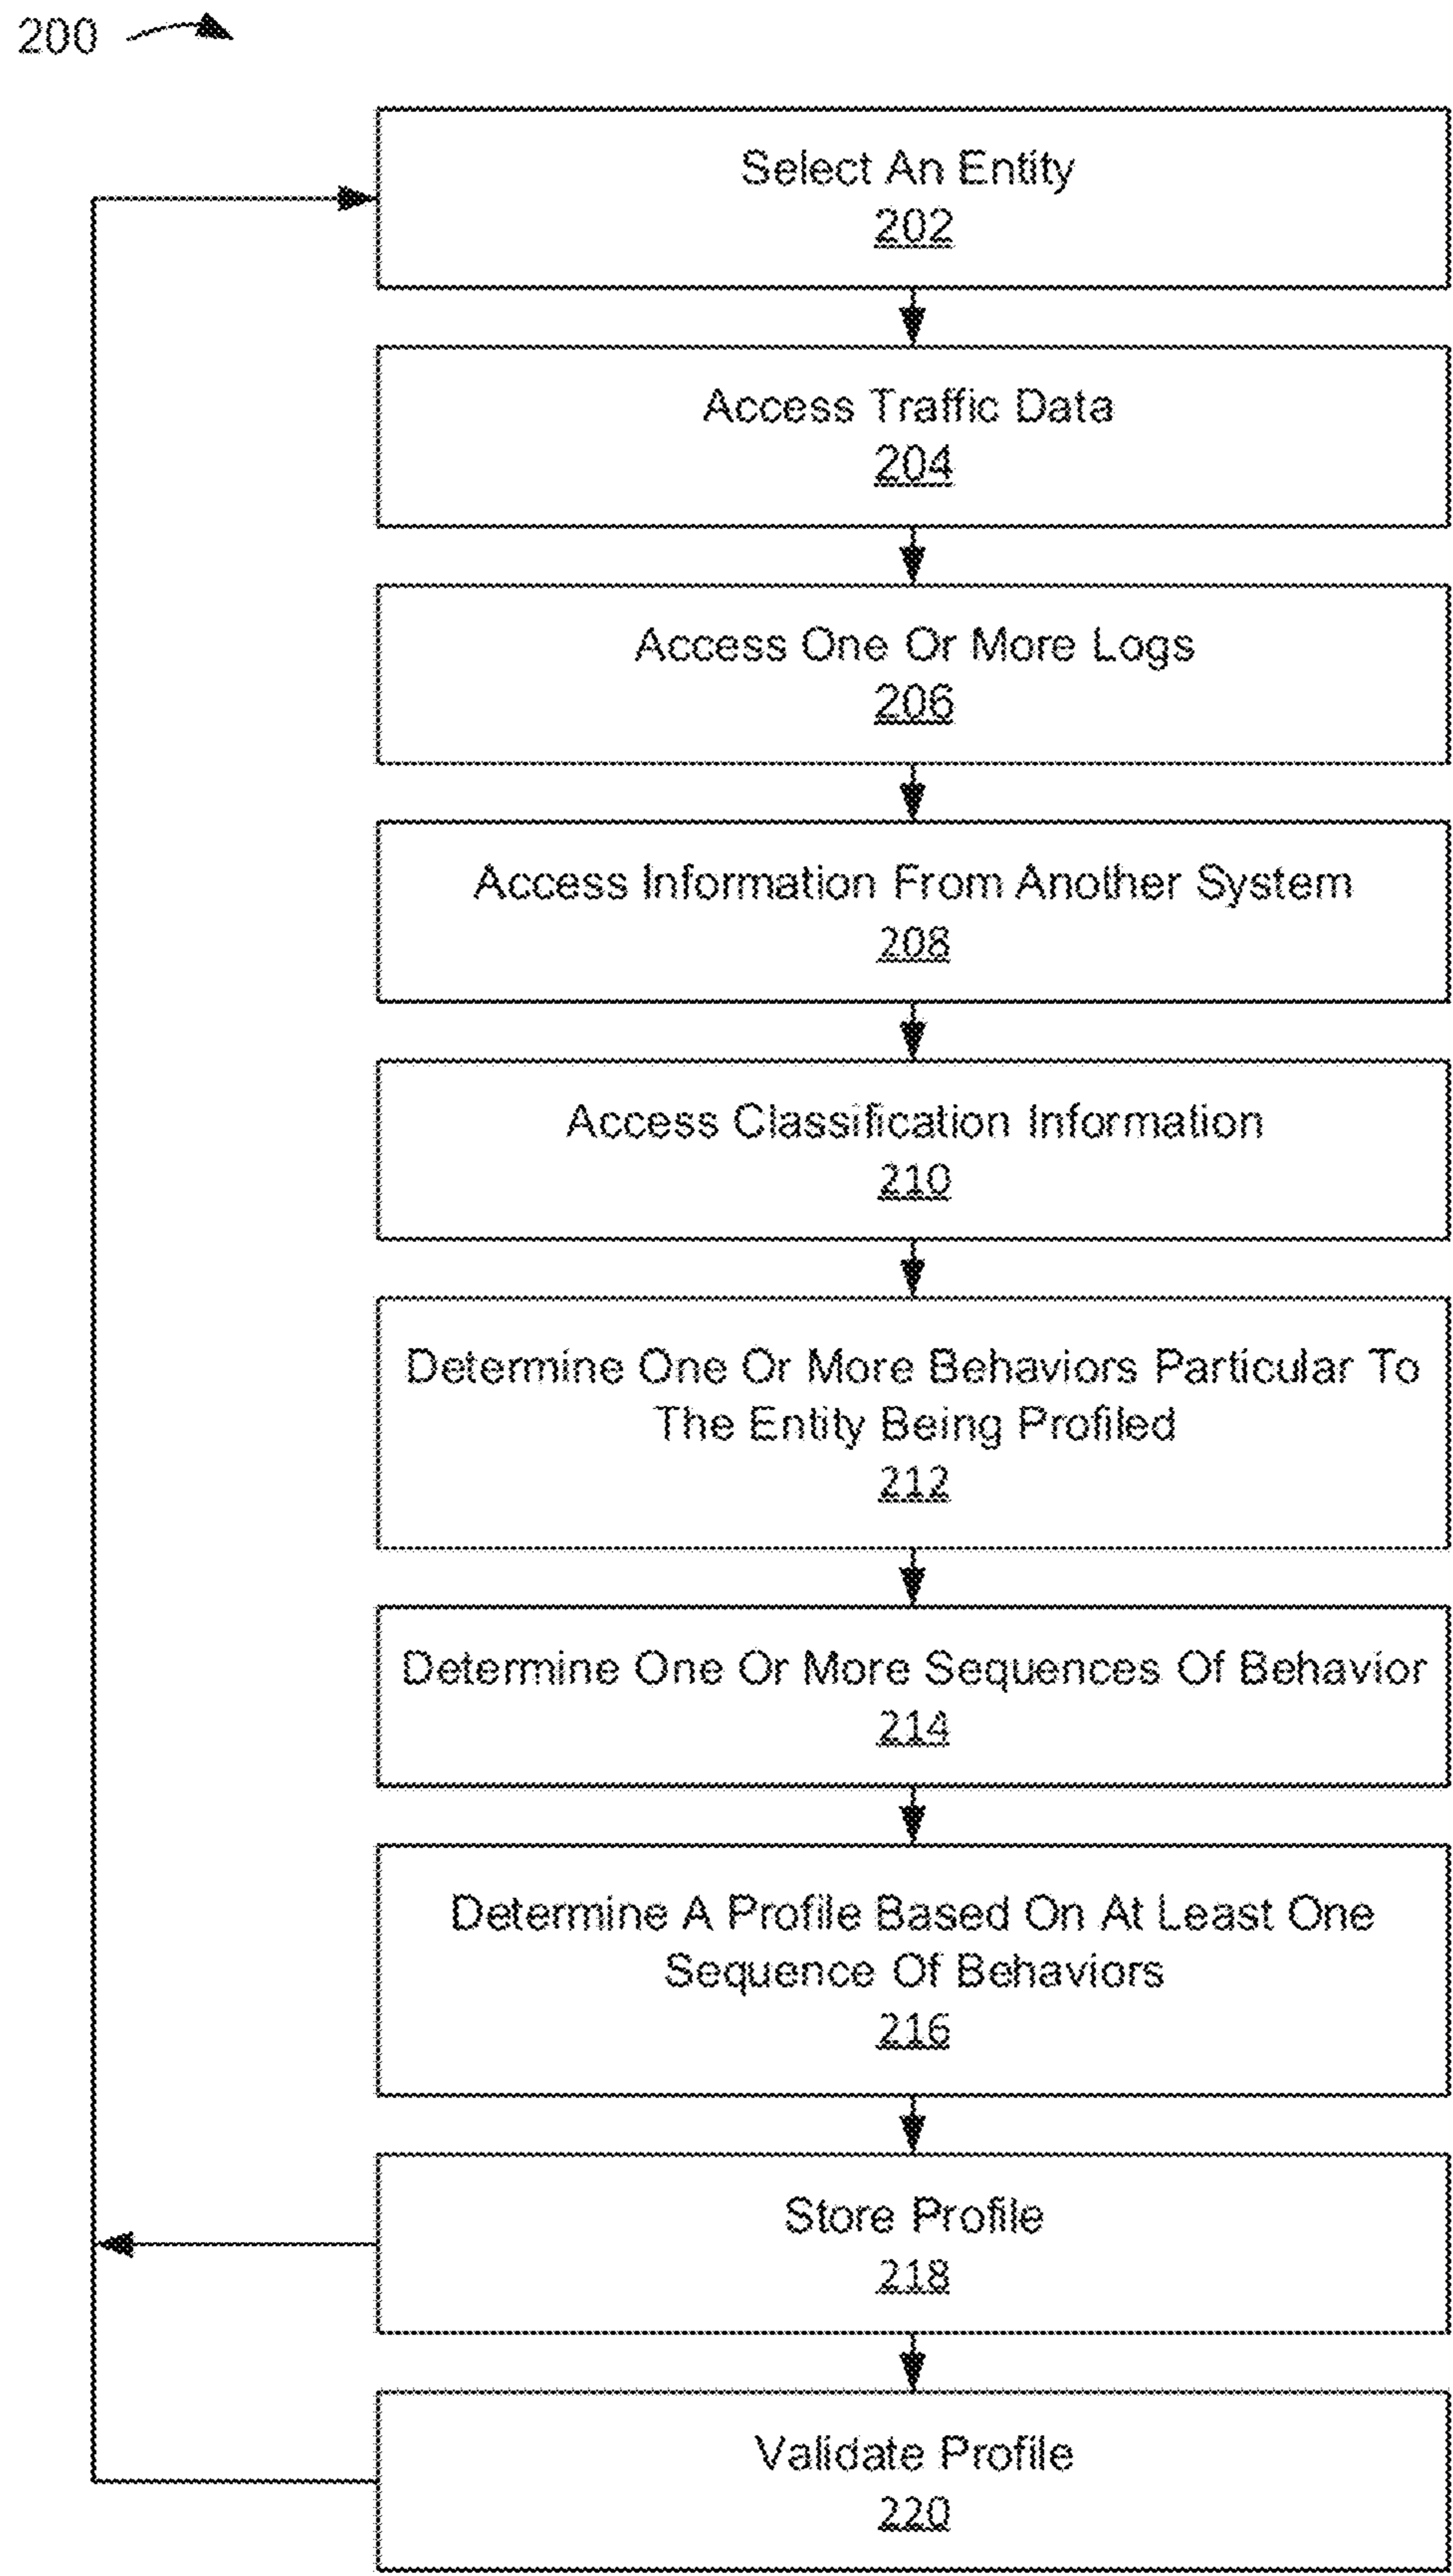 200
Select An Entity
202
Access Traffic Data
204
Access One Or More Logs
206
Access Information From Another System
208
Access Classification Information
210
Determine One Or More Behaviors Particular To
The Entity Being Profiled
212
Determine One Or More Sequences Of Behavior
214
Determine A Profile Based On At Least One
Sequence Of Behaviors
216
Store Profile
218
Validate Profile
220